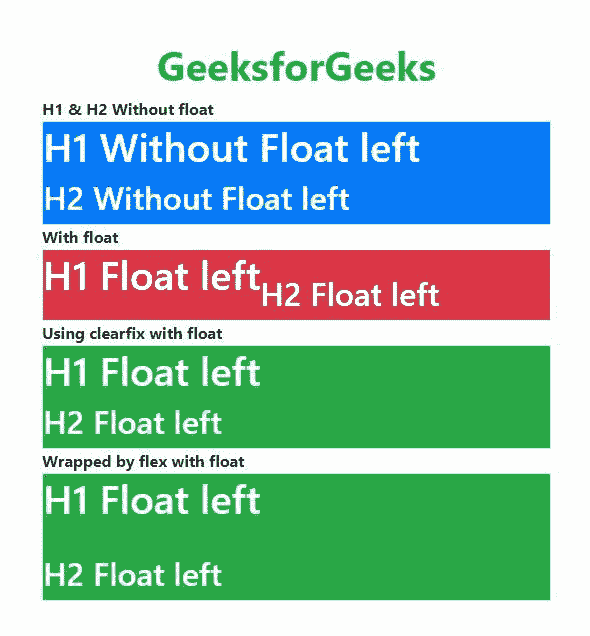 GeeksforGeeks
H1 & H2 Without float
H1 Without Float left
H2 Without Float left
With float
H1 Float left
H2 Float left
Using clearfix with float
H1 Float left
H2 Float left
Wrapped by flex with float
H1 Float left
H2 Float left